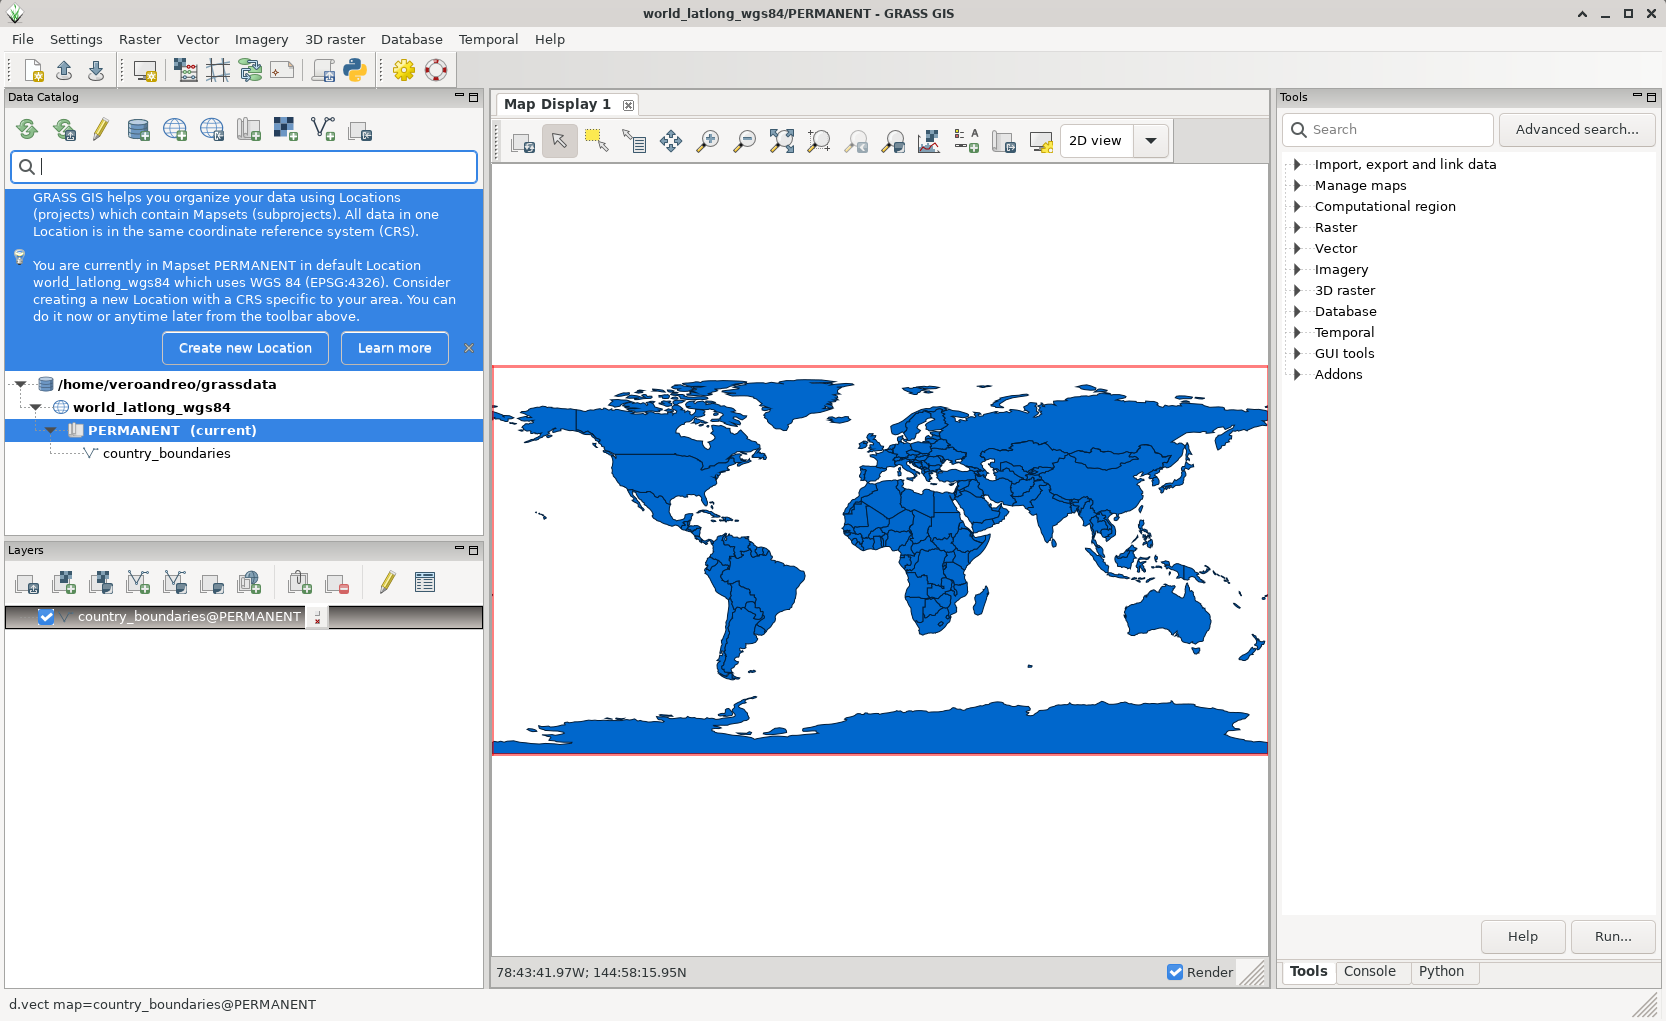 world_latlong_wgs84/PERMANENT - GRASS GIS
File Settings Raster Vector Imagery 3D raster Database Temporal Help
Data Catalog
GRASS GIS helps you organize your data using Locations
(projects) which contain Mapsets (subprojects). All data in one
Location is in the same coordinate reference system (CRS).
You are currently in Mapset PERMANENT in default Location
world_latlong_wgs84 which uses WGS 84 (EPSG:4326). Consider
creating a new Location with a CRS specific to your area. You can
do it now or anytime later from the toolbar above.
Create new Location Learn more
/home/veroandreo/grassdata
world_latlong_wgs84
PERMANENT (current)
country_boundaries
Layers
country_boundaries@PERMANENT
Map Display 1
2D view
78:43:41.97W; 144:58:15.95N
Render
Tools
Search Advanced search...
Import, export and link data
Manage maps
Computational region
Raster
Vector
Imagery
3D raster
Database
Temporal
GUI tools
Addons
Help Run...
Tools Console Python
d.vect map=country_boundaries@PERMANENT